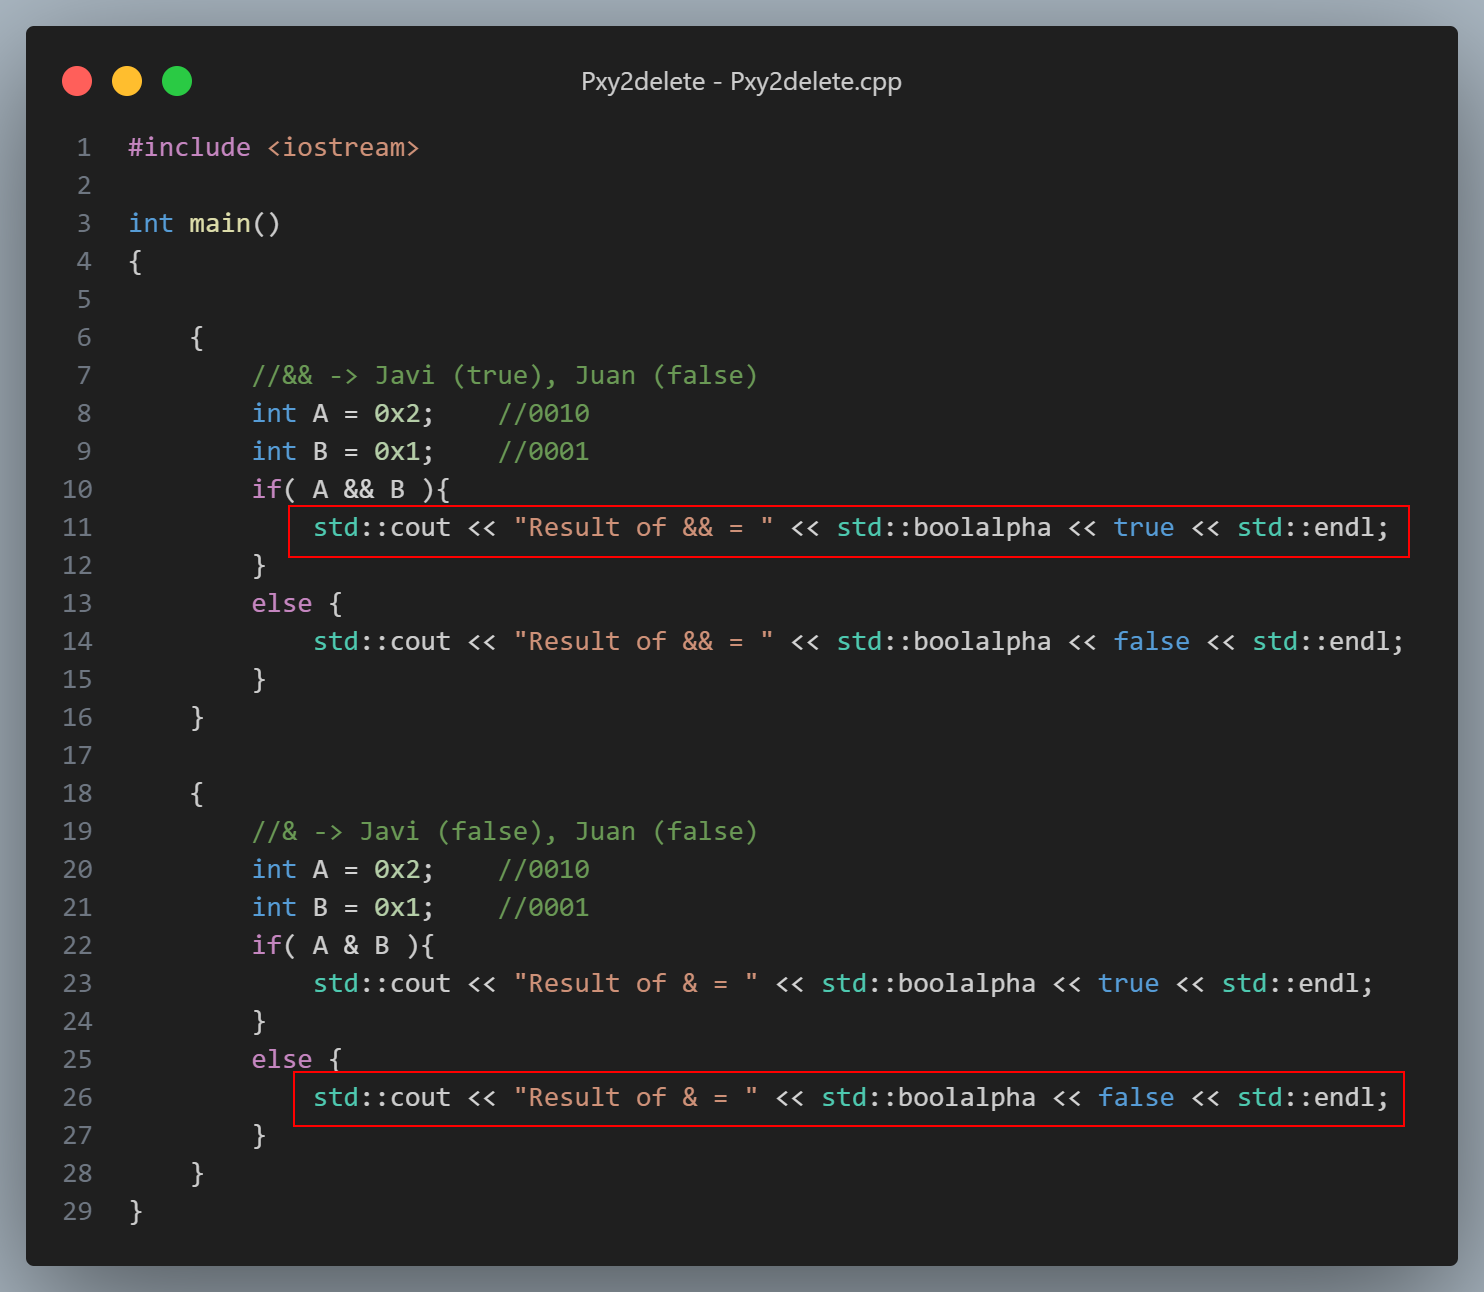 Pxy2delete - Pxy2delete.cpp
1 #include <iostream>
2
3 int main()
4 {
5
6     {
7         //&& -> Javi (true), Juan (false)
8         int A = 0x2;    //0010
9         int B = 0x1;    //0001
10         if( A && B ){
11             std::cout << "Result of && = " << std::boolalpha << true << std::endl;
12         }
13         else {
14             std::cout << "Result of && = " << std::boolalpha << false << std::endl;
15         }
16     }
17
18     {
19         //& -> Javi (false), Juan (false)
20         int A = 0x2;    //0010
21         int B = 0x1;    //0001
22         if( A & B ){
23             std::cout << "Result of & = " << std::boolalpha << true << std::endl;
24         }
25         else {
26             std::cout << "Result of & = " << std::boolalpha << false << std::endl;
27         }
28     }
29 }